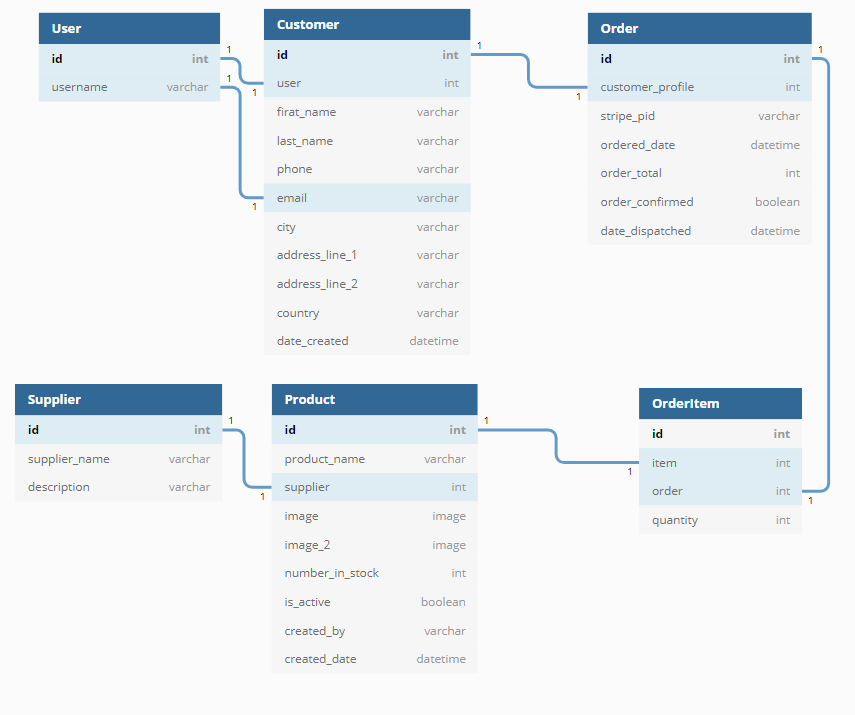 User
id int
username varchar
1
1
1
1
Customer
id int
user int
firat_name varchar
last_name varchar
phone varchar
email varchar
city varchar
address_line_1 varchar
address_line_2 varchar
country varchar
date_created datetime
1
1
Order
id int
customer_profile int
stripe_pid varchar
ordered_date datetime
order_total int
order_confirmed boolean
date_dispatched datetime
1
Supplier
id int
supplier_name varchar
description varchar
1
1
Product
id int
product_name varchar
supplier int
image image
image_2 image
number_in_stock int
is_active boolean
created_by varchar
created_date datetime
1
1
OrderItem
id int
item int
order int
quantity int
1